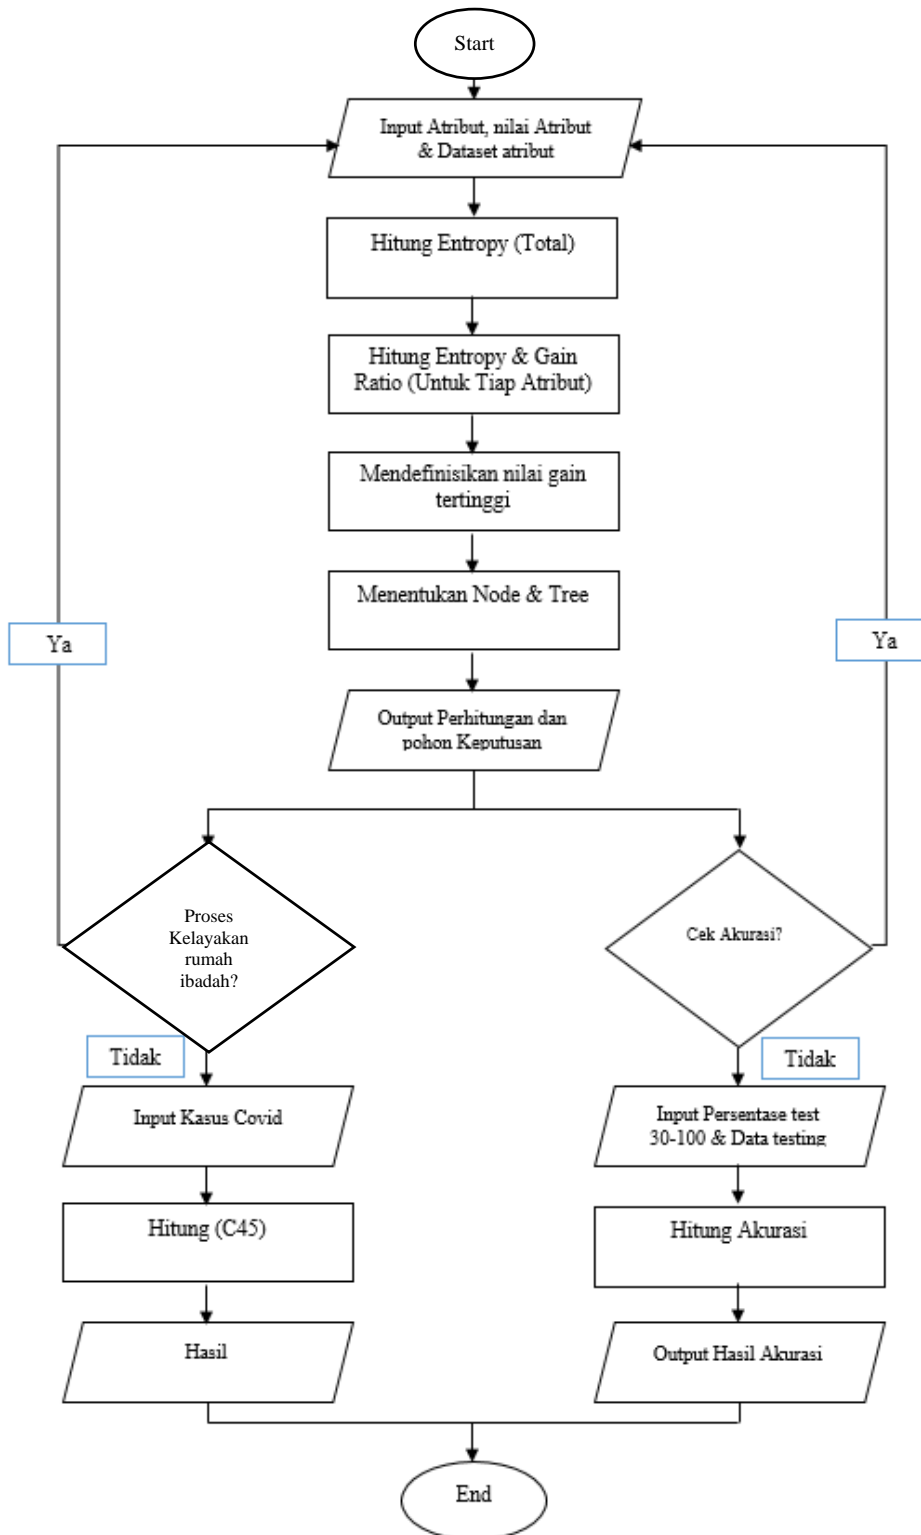 Start
Input Atribut, nilai Atribut
& Dataset atribut
Hitung Entropy (Total)
Hitung Entropy & Gain
Ratio (Untuk Tiap Atribut)
Mendefinisikan nilai gain
tertinggi
Menentukan Node & Tree
Ya
Ya
Output Perhitungan dan
pohon Keputusan
Proses
Kelayakan
rumah
ibadah?
Cek Akurasi?
Tidak
Tidak
Input Kasus Covid
Input Persentase test
30-100 & Data testing
Hitung (C45)
Hitung Akurasi
Hasil
Output Hasil Akurasi
End